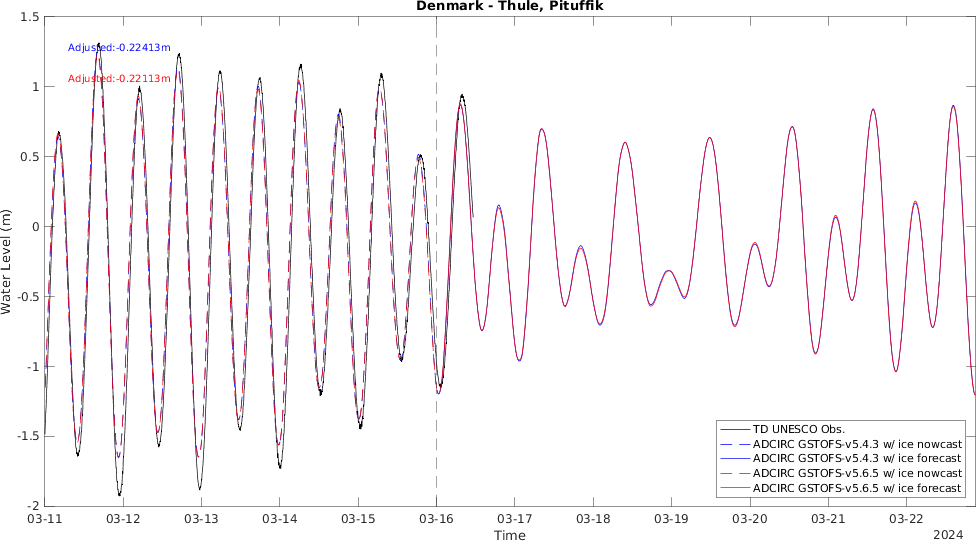 Denmark - Thule, Pituffik
Adjusted:-0.22413m
Adjusted:-0.22113m
Water Level (m)
1.5
1
0.5
0
-0.5
-1
-1.5
-2
03-11 03-12 03-13 03-14 03-15 03-16 03-17 03-18 03-19 03-20 03-21 03-22
Time
2024
TD UNESCO Obs.
ADCIRC GSTOFS-v5.4.3 w/ ice nowcast
ADCIRC GSTOFS-v5.4.3 w/ ice forecast
ADCIRC GSTOFS-v5.6.5 w/ ice nowcast
ADCIRC GSTOFS-v5.6.5 w/ ice forecast